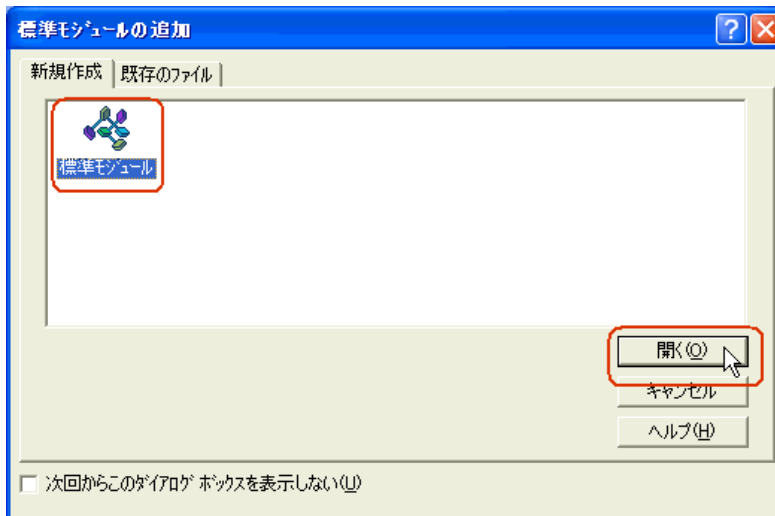 標準ﾓｼﾞｭｰﾙの追加
新規作成
既存のﾌｧｲﾙ
標準ﾓｼﾞｭｰﾙ
開く(O)
ｷｬﾝｾﾙ
ﾍﾙﾌﾟ(H)
次回からこのﾀﾞｲｱﾛｸﾞ ﾎﾞｯｸｽを表示しない(U)